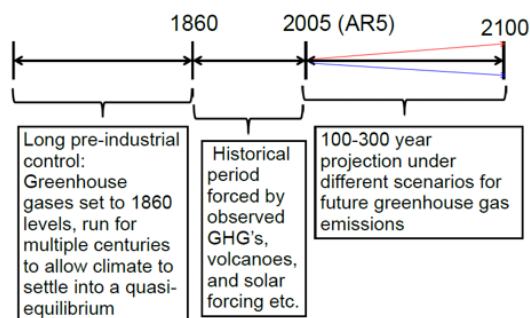 1860
2005 (AR5)
2100
Long pre-industrial
control:
Greenhouse
gases set to 1860
levels, run for
multiple centuries
to allow climate to
settle into a quasi-
equilibrium
Historical
period
forced by
observed
GHG's,
volcanoes,
and solar
forcing etc.
100-300 year
projection under
different scenarios for
future greenhouse gas
emissions